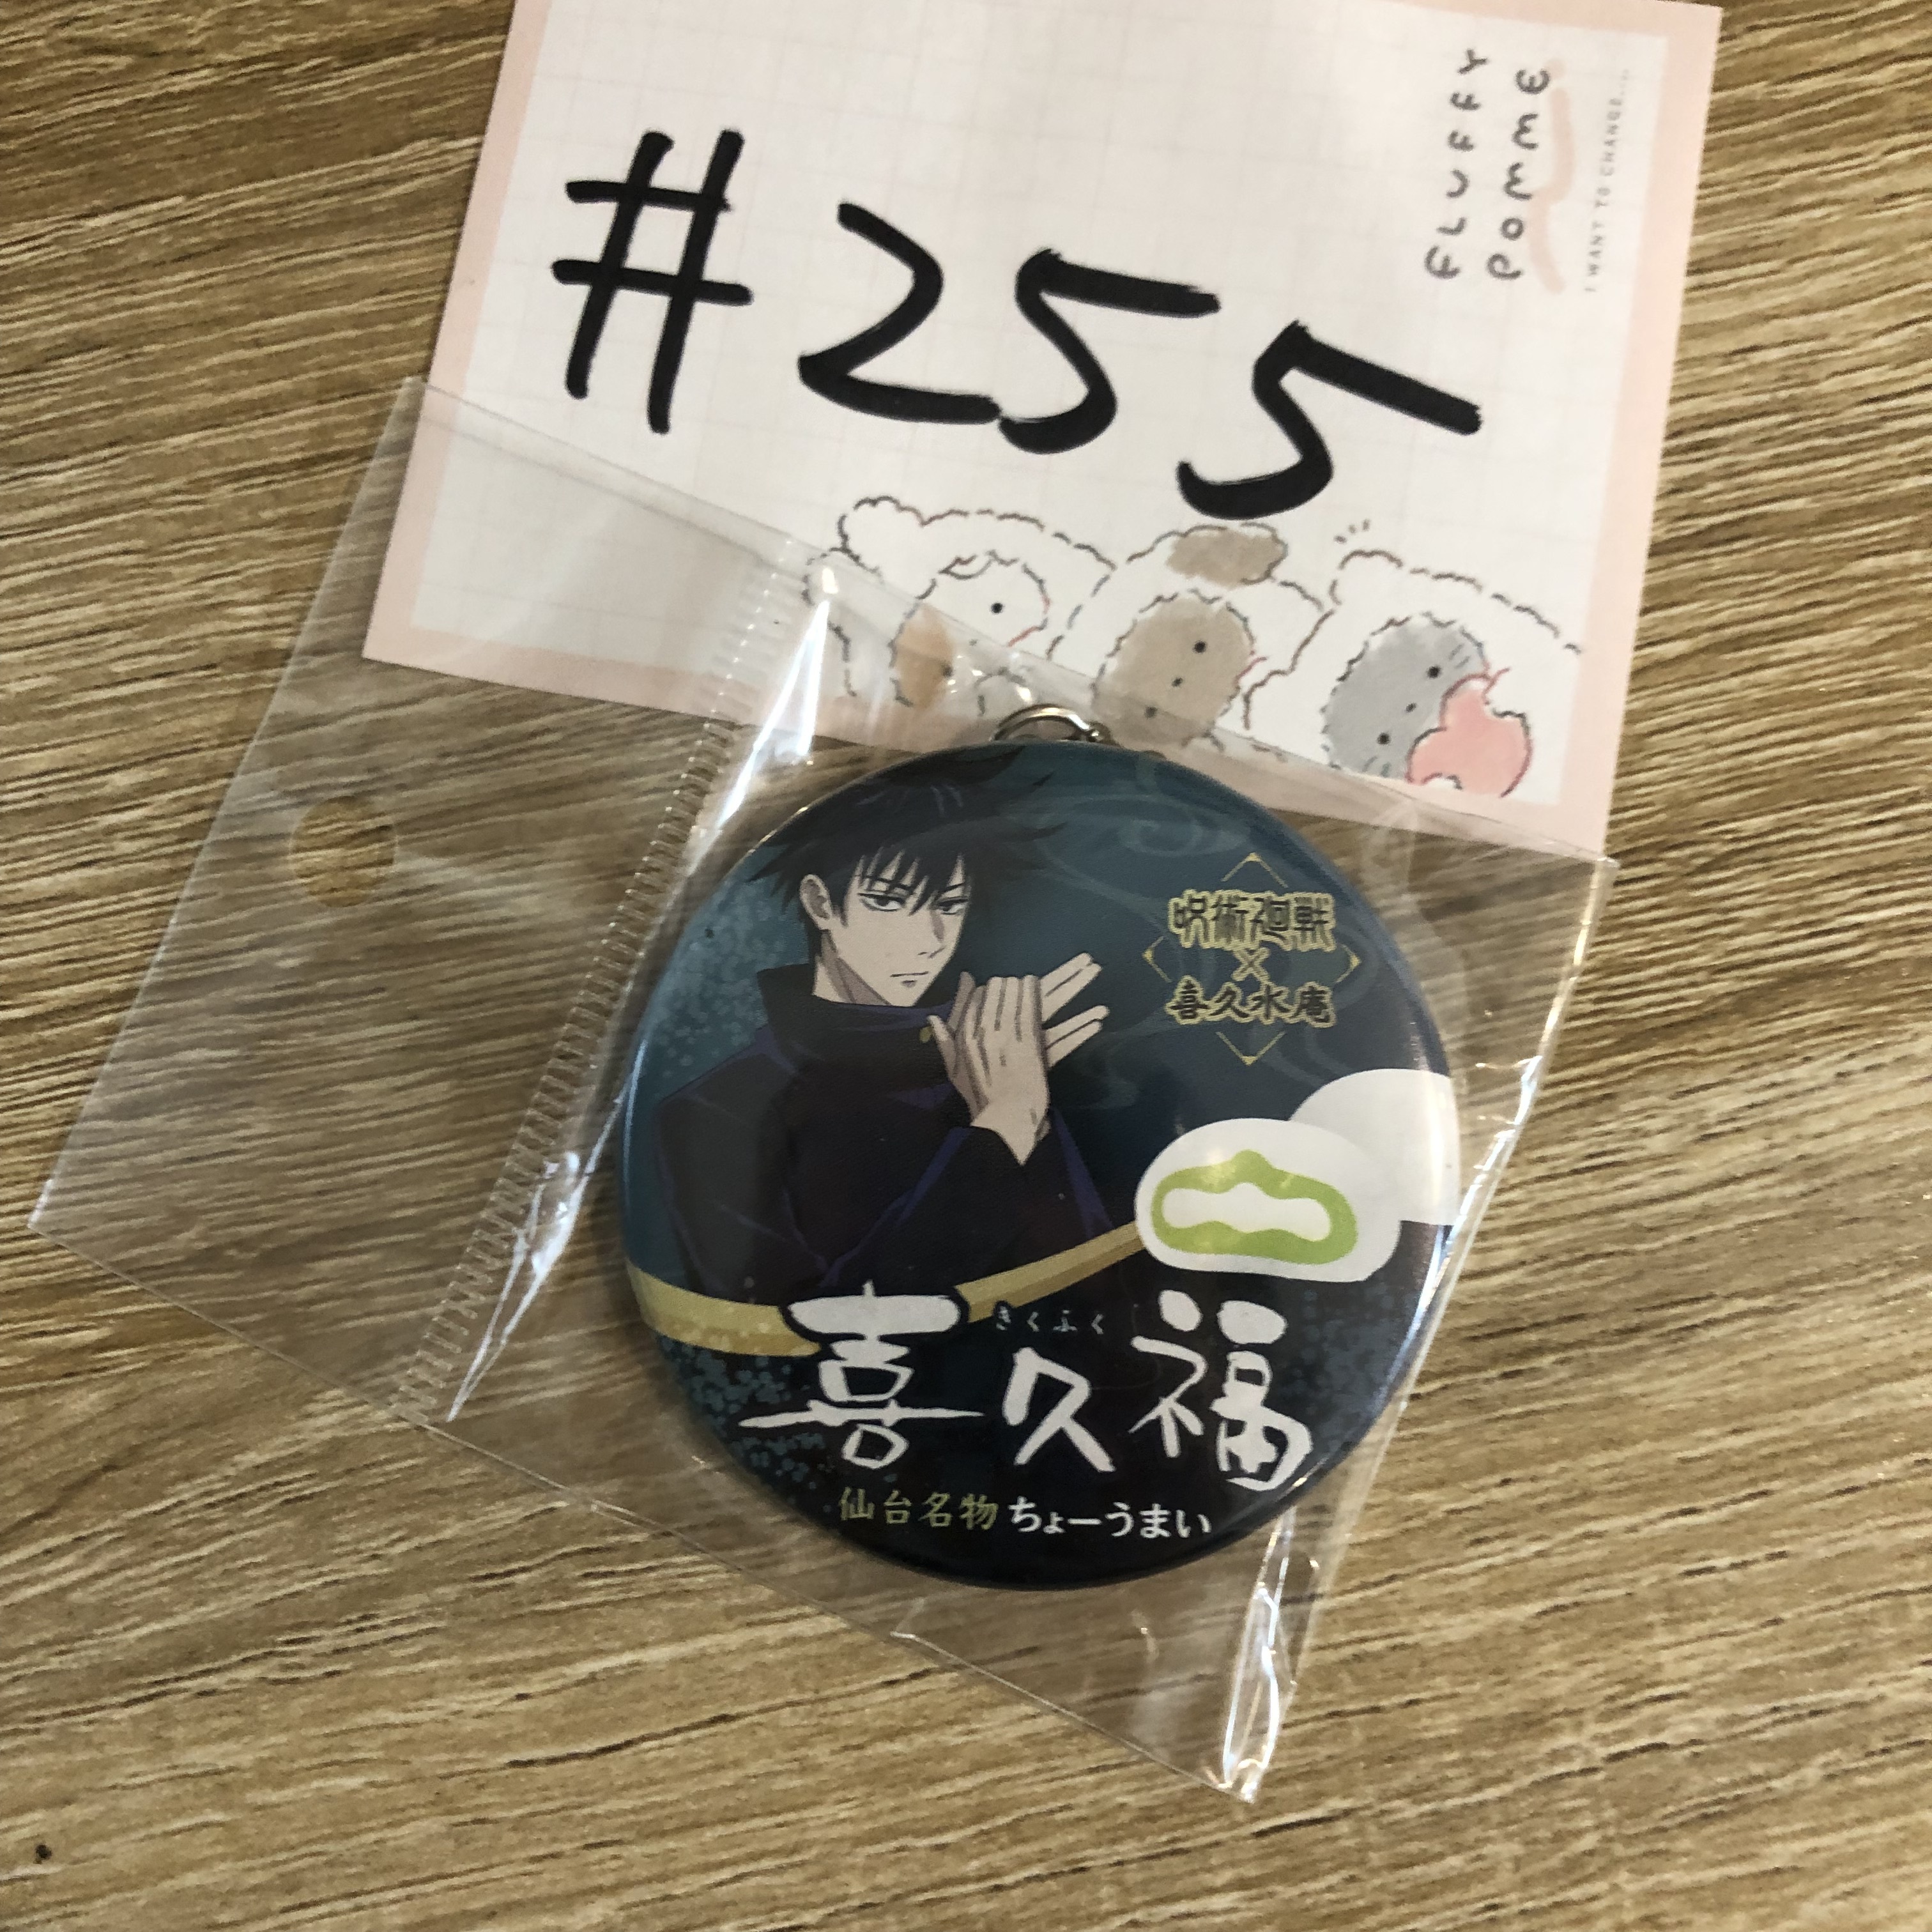 #255
FLUFFY
POMME
I WANT TO CHANGE....
呪術廻戦
×
喜久水庵
きくふく
喜久福
仙台名物ちょーうまい